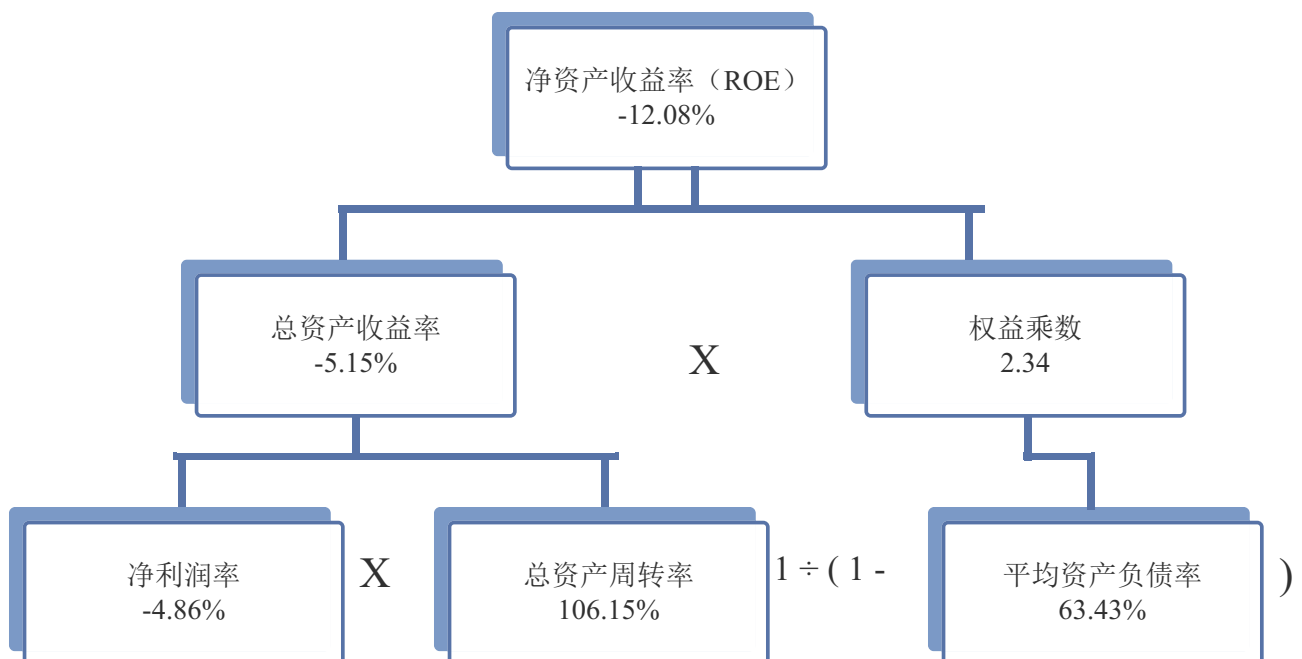 净资产收益率（ROE）
-12.08%
总资产收益率
-5.15%
X
权益乘数
2.34
净利润率
-4.86%
X
总资产周转率
106.15%
1 ÷ ( 1 -
平均资产负债率
63.43%
)